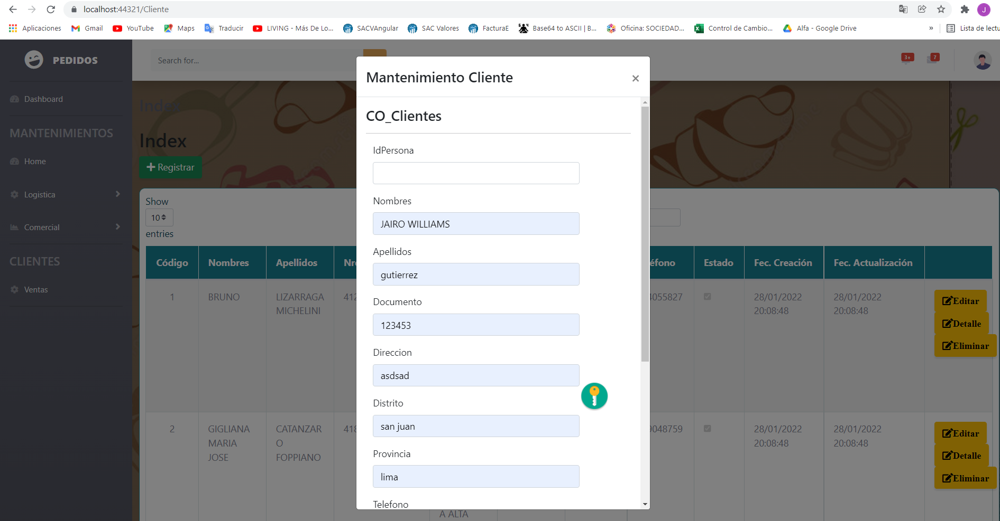 localhost:44321/Cliente
J
Aplicaciones
Gmail
YouTube
Maps
Traducir
LIVING - Más De Lo...
SACVAngular
SAC Valores
FacturaE
Base64 to ASCII | B...
Oficina: SOCIEDAD...
Control de Cambio...
Alfa - Google Drive
»
Lista de lectu
PEDIDOS
Search for...
3+
7
Dashboard
MANTENIMIENTOS
Home
Logistica
Comercial
CLIENTES
Ventas
Index
Index
+ Registrar
Show
10
entries
Código Nombres Apellidos Nro éfono Estado Fec. Creación Fec. Actualización
1 BRUNO LIZARRAGA 412 4055827 28/01/2022 28/01/2022 Editar
MICHELINI 20:08:48 20:08:48
Detalle
Eliminar
2 GIGLIANA CATANZAR 418 9048759 28/01/2022 28/01/2022 Editar
MARIA O 20:08:48 20:08:48
JOSE FOPPIANO Detalle
Eliminar
A ALTA
Mantenimiento Cliente
×
CO_Clientes
IdPersona
Nombres
JAIRO WILLIAMS
Apellidos
gutierrez
Documento
123453
Direccion
asdsad
Distrito
san juan
Provincia
lima
Telefono